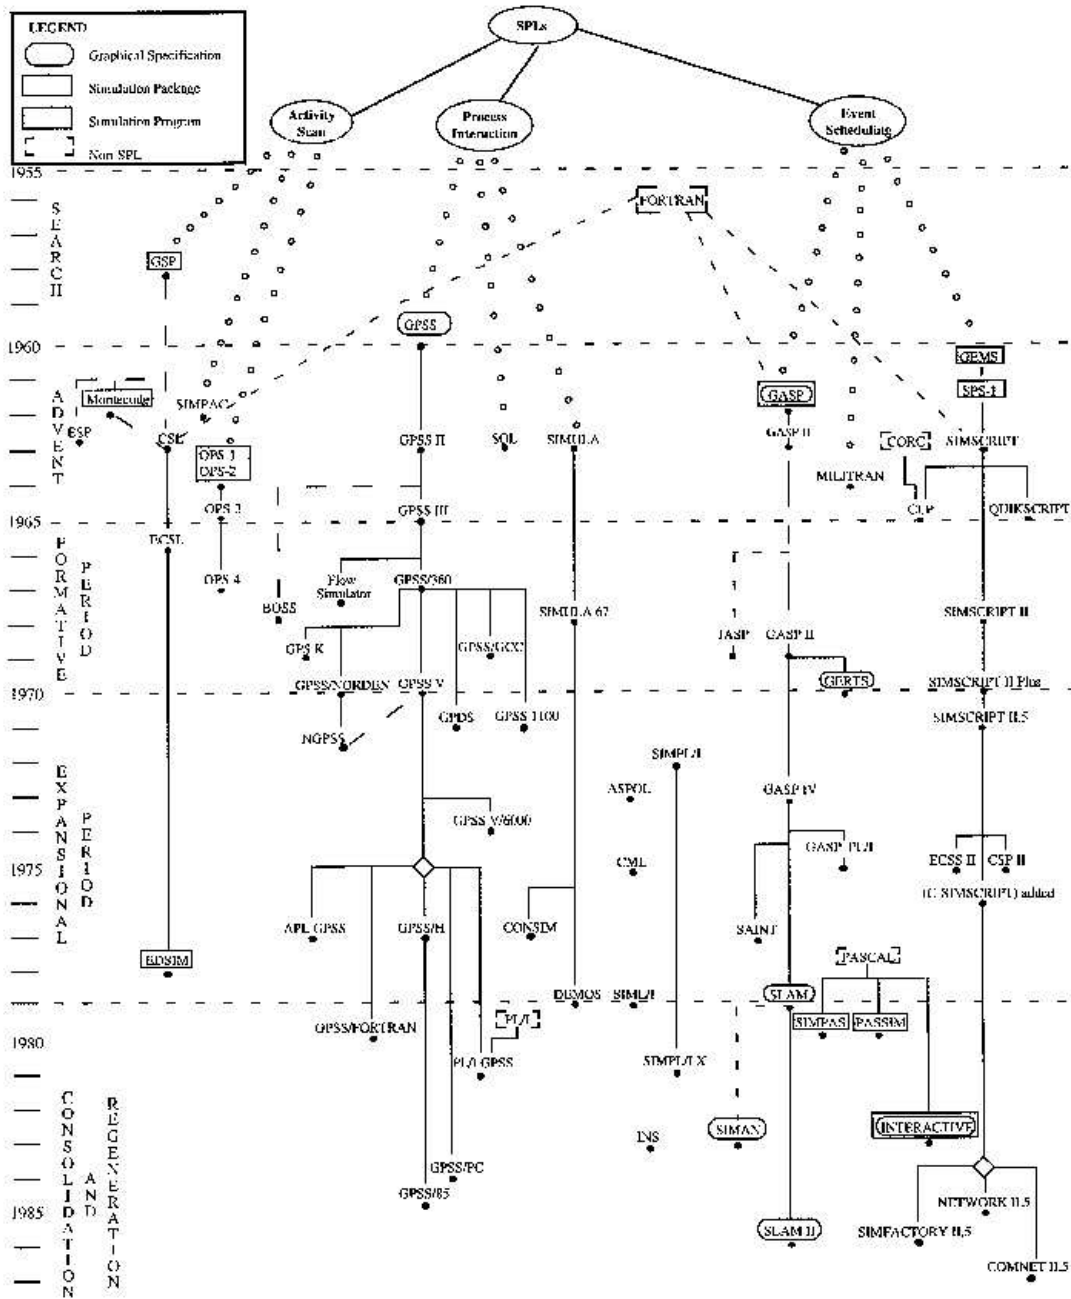 SPLs
LEGEND
Graphical Specification
Simulation Package
Simulation Program
Non SPL
Activity
Scan
Process
Interaction
Event
Scheduling
1955
SEARCH
FORTRAN
GSP
GPSS
1960
GEMS
ADVENT
Montecode
SIMPAC
GASP
SPS-1
ESP
CSL
GPSS II
SOL
SIMULA
GASP II
CORC
SIMSCRIPT
OPS-1
OPS-2
MILITRAN
OPS 3
GPSS III
CLP
QUIKSCRIPT
1965
FORMATIVE
PERIOD
ECSL
OPS 4
BOSS
Flow
Simulator
GPSS/360
SIMULA 67
SIMSCRIPT II
GPS K
GPSS/GCC
JASP
GASP II
GPSS/NORDEN
GPSS V
GERTS
SIMSCRIPT II Plus
1970
GPDS
GPSS 1100
SIMSCRIPT II.5
NGPSS
SIMPL/I
EXPANSIONAL
PERIOD
ASPOL
GASP IV
GPSS V/6000
GASP PL/I
CML
ECSS II
CSP II
1975
(C-SIMSCRIPT) added
APL GPSS
GPSS/H
CONSIM
SAINT
EDSIM
PASCAL
DEMOS
SIML/I
SLAM
GPSS/FORTRAN
PL/I
SIMPAS
PASSIM
1980
PL/I GPSS
SIMPL/I X
CONSOLIDATION
AND
REGENERATION
INS
SIMAN
INTERACTIVE
GPSS/PC
GPSS/85
NETWORK II.5
1985
SLAM II
SIMFACTORY II.5
COMNET II.5